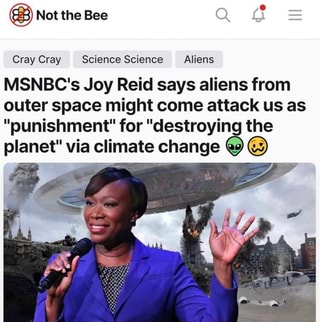 Not the Bee
Cray Cray Science Science Aliens
MSNBC's Joy Reid says aliens from
outer space might come attack us as
"punishment" for "destroying the
planet" via climate change 👽 🥴